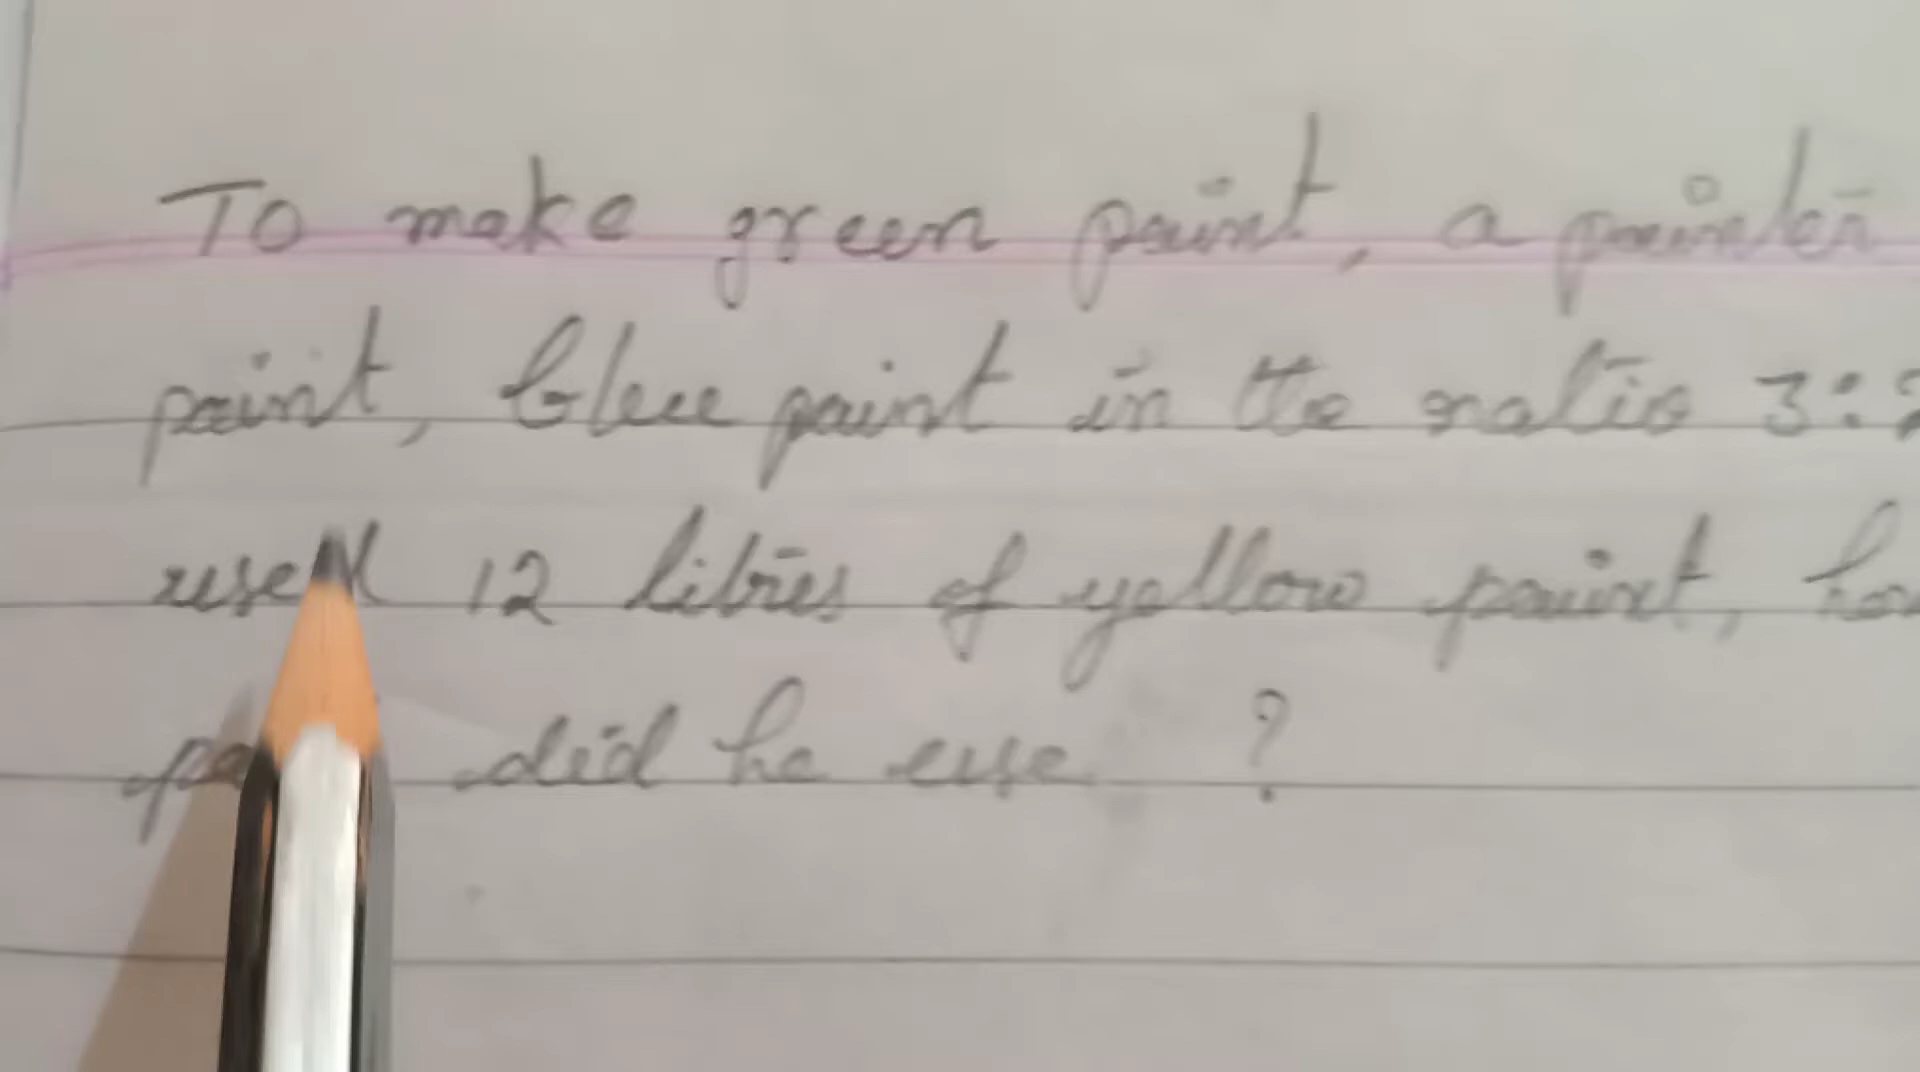 To make green paint, a painter
paint, blue paint in the ratio 3:2
used 12 litres of yellow paint,
did he use ?